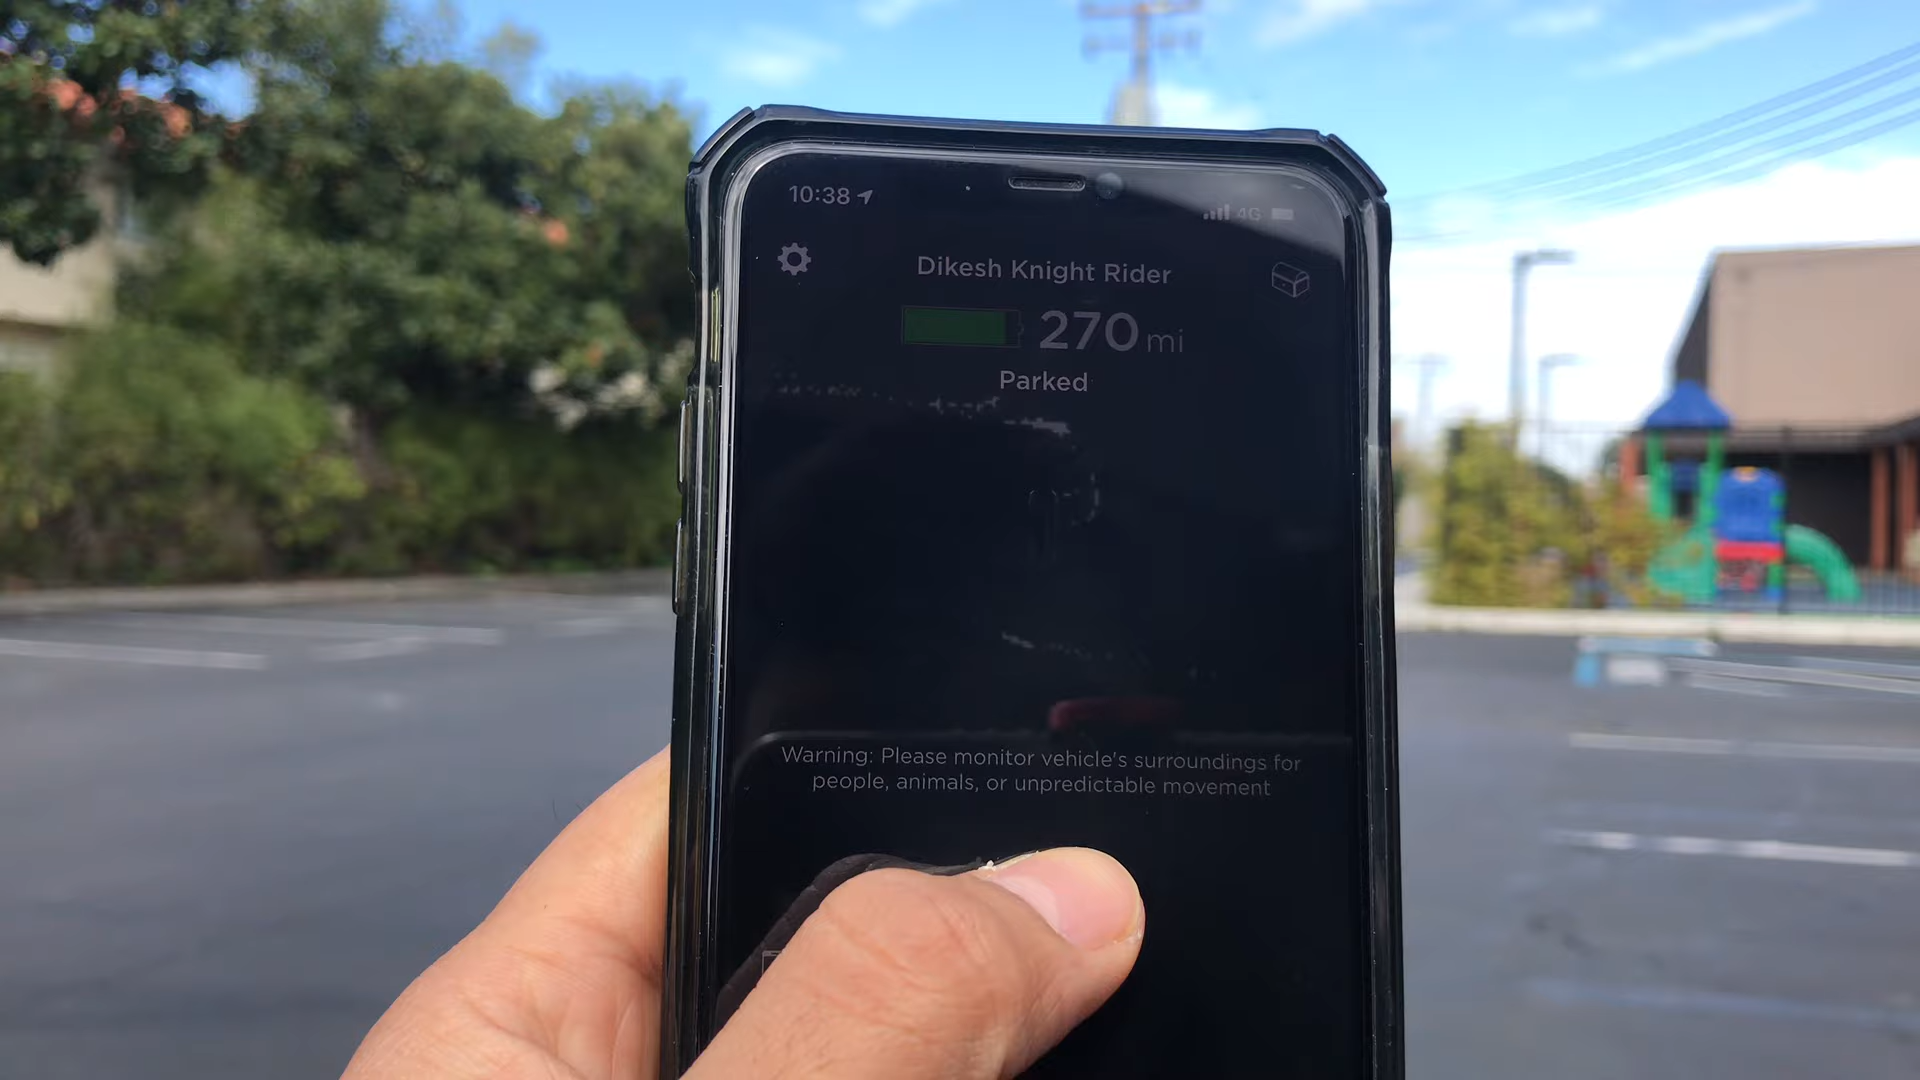 10:38
4G
Dikesh Knight Rider
270 mi
Parked
Warning: Please monitor vehicle's surroundings for
people, animals, or unpredictable movement